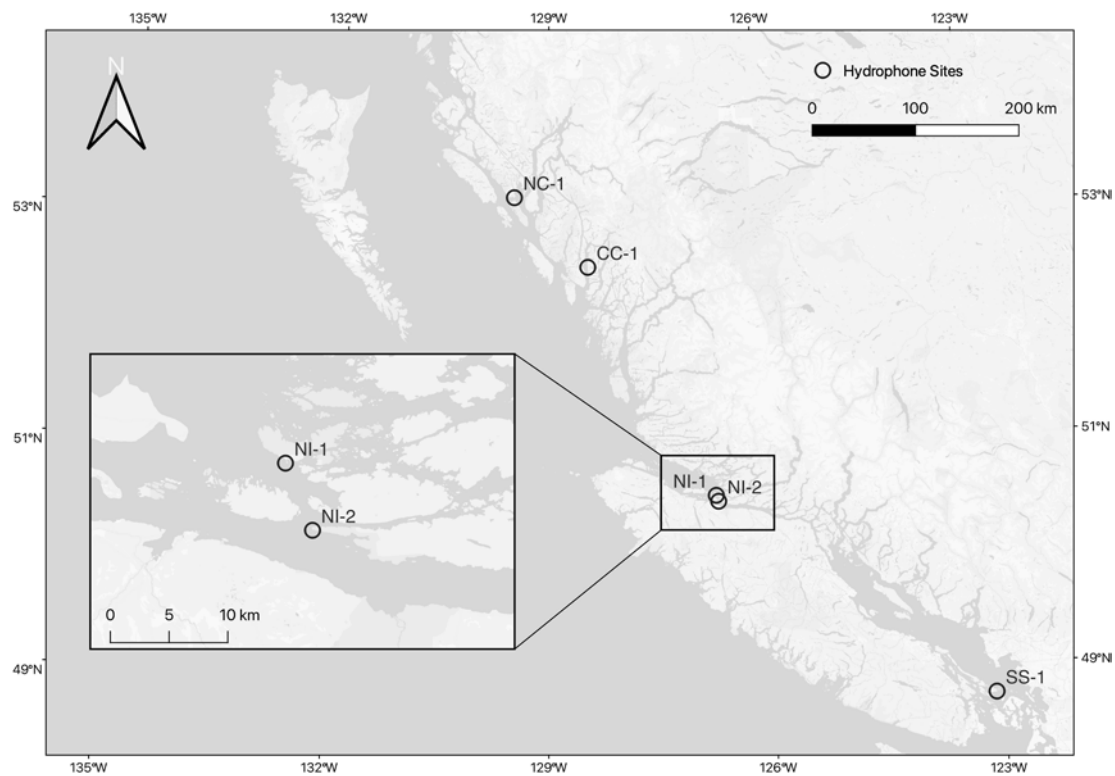 135°W 132°W 129°W 126°W 123°W
N
Hydrophone Sites
0 100 200 km
NC-1
53°N 53°N
CC-1
51°N 51°N
NI-1
NI-1 NI-2
NI-2
0 5 10 km
49°N 49°N
SS-1
135°W 132°W 129°W 126°W 123°W